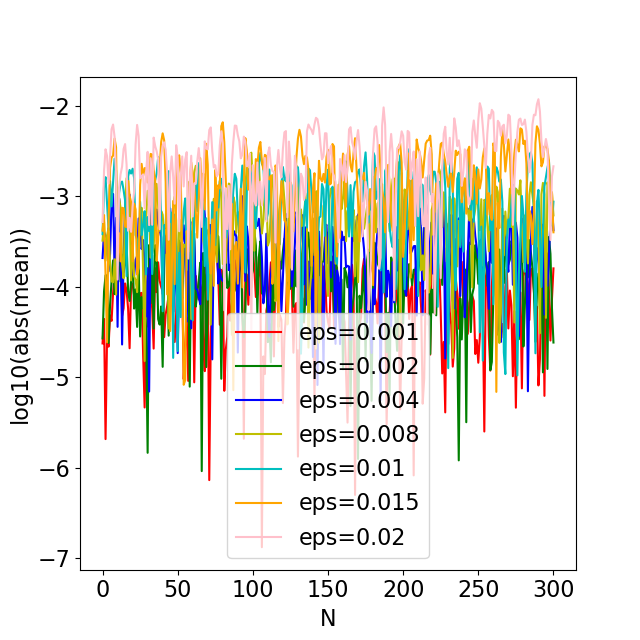 log10(abs(mean))
−2
−3
−4
−5
−6
−7
eps=0.001
eps=0.002
eps=0.004
eps=0.008
eps=0.01
eps=0.015
eps=0.02
0 50 100 150 200 250 300
N